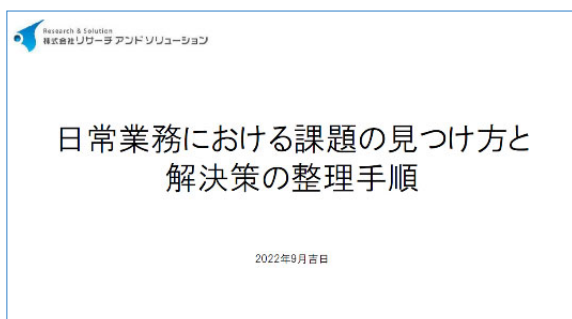 Research & Solution
株式会社リサーチ アンド ソリューション
日常業務における課題の見つけ方と
解決策の整理手順
2022年9月吉日